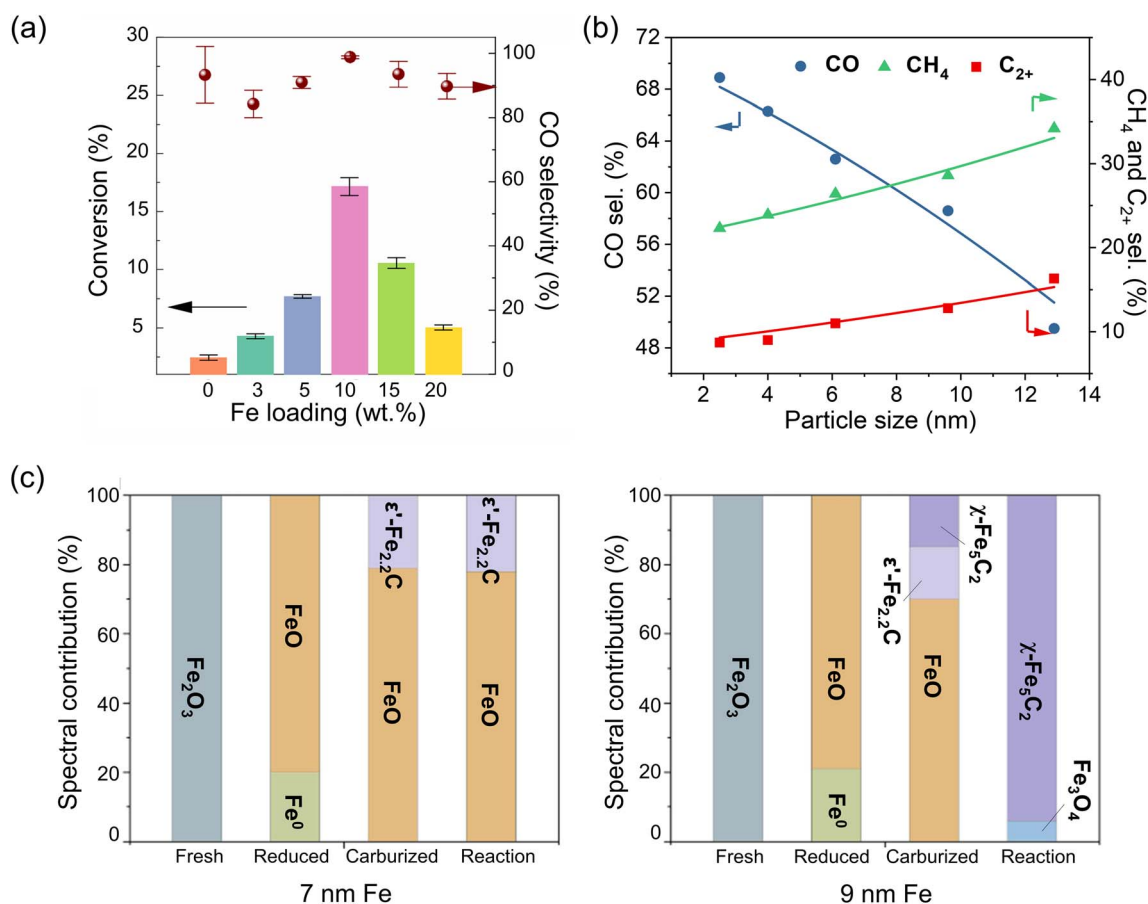 (a)
30
25
20
15
10
5
Conversion (%)
100
80
60
40
20
0
CO selectivity (%)
0 3 5 10 15 20
Fe loading (wt.%)
(b)
72
68
64
60
56
52
48
CO sel. (%)
CO CH₄ C₂₊
40
30
20
10
CH₄ and C₂₊ sel. (%)
2 4 6 8 10 12 14
Particle size (nm)
(c)
100
80
60
40
20
0
Spectral contribution (%)
Fe₂O₃
FeO
Fe⁰
ε'-Fe₂.₂C
FeO
ε'-Fe₂.₂C
FeO
Fresh Reduced Carburized Reaction
7 nm Fe
100
80
60
40
20
0
Spectral contribution (%)
Fe₂O₃
FeO
Fe⁰
ε'-Fe₂.₂C
FeO
χ-Fe₅C₂
χ-Fe₅C₂
Fe₃O₄
Fresh Reduced Carburized Reaction
9 nm Fe